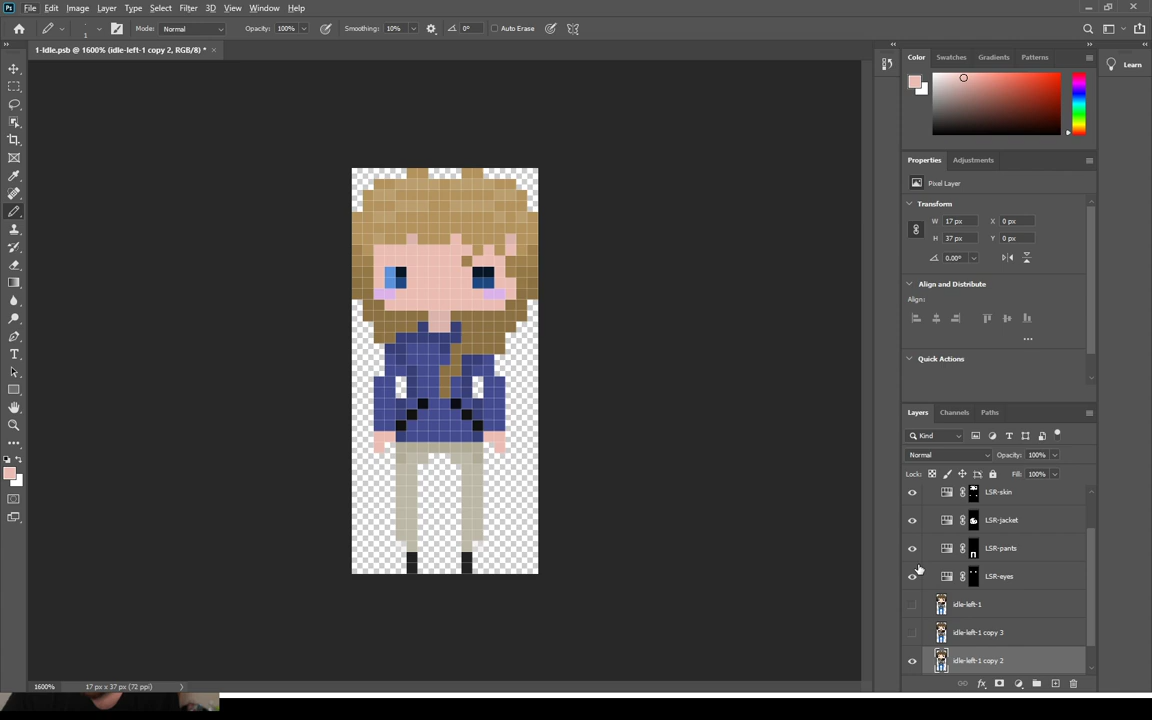 Ps File Edit Image Layer Type Select Filter 3D View Window Help
1 Mode: Normal Opacity: 100% Smoothing: 10% 0° Auto Erase
1-Idle.psb @ 1600% (idle-left-1 copy 2, RGB/8) * ×
Color Swatches Gradients Patterns
Learn
Properties Adjustments
Pixel Layer
Transform
W 17 px X 0 px
H 37 px Y 0 px
0.00°
Align and Distribute
Align:
Quick Actions
Layers Channels Paths
Kind
Normal Opacity: 100%
Lock: Fill: 100%
LSR-skin
LSR-jacket
LSR-pants
LSR-eyes
idle-left-1
idle-left-1 copy 3
idle-left-1 copy 2
1600% 17 px x 37 px (72 ppi)